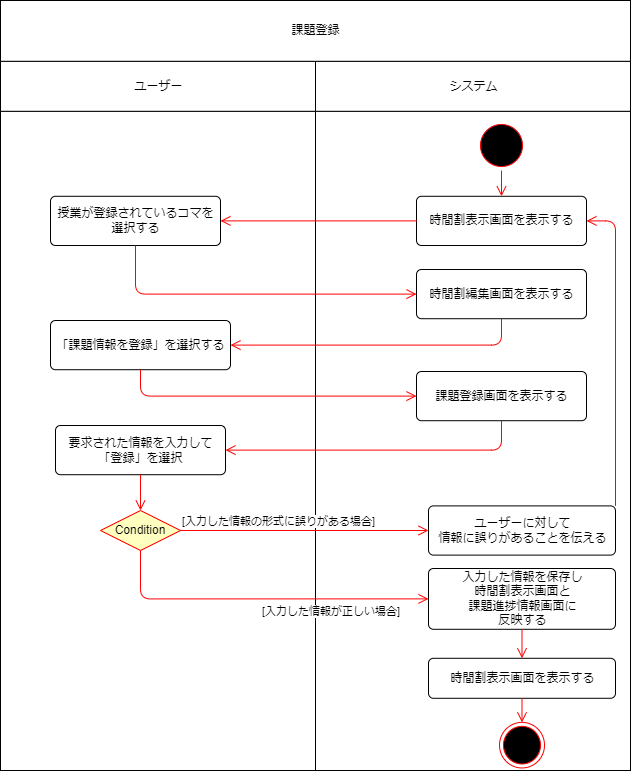 課題登録
ユーザー
システム
授業が登録されているコマを
選択する
時間割表示画面を表示する
時間割編集画面を表示する
「課題情報を登録」を選択する
課題登録画面を表示する
要求された情報を入力して
「登録」を選択
Condition
[入力した情報の形式に誤りがある場合]
ユーザーに対して
情報に誤りがあることを伝える
[入力した情報が正しい場合]
入力した情報を保存し
時間割表示画面と
課題進捗情報画面に
反映する
時間割表示画面を表示する